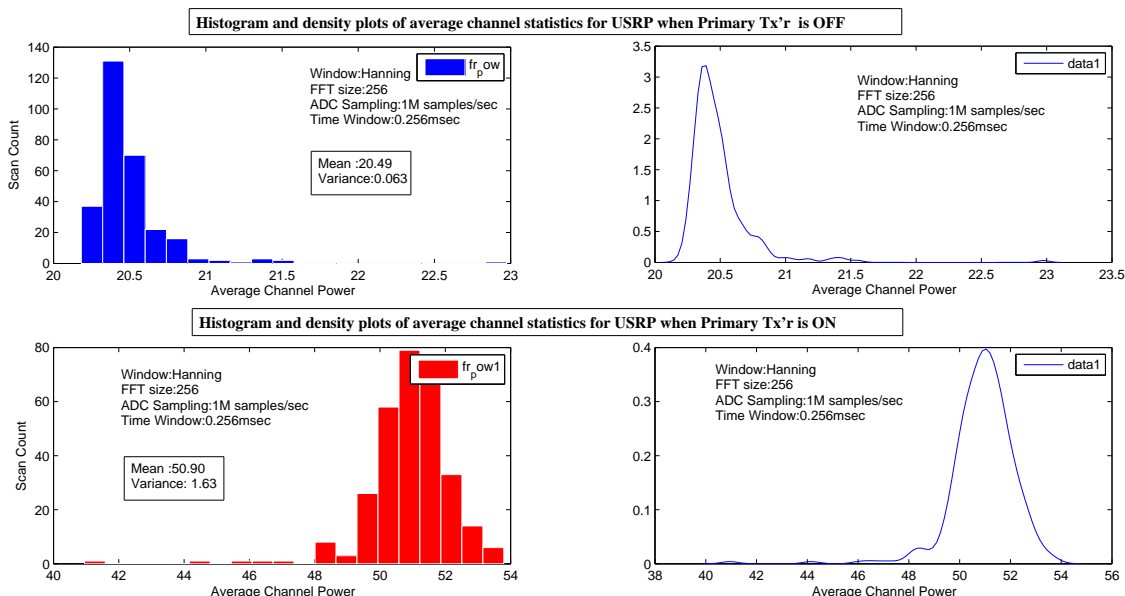 Histogram and density plots of average channel statistics for USRP when Primary Tx'r is OFF
140
120
100
80
60
40
20
0
Scan Count
20
20.5
21
21.5
22
22.5
23
Average Channel Power
fr_pow
Window:Hanning
FFT size:256
ADC Sampling:1M samples/sec
Time Window:0.256msec
Mean :20.49
Variance:0.063
3.5
3
2.5
2
1.5
1
0.5
0
20
20.5
21
21.5
22
22.5
23
23.5
Average Channel Power
data1
Window:Hanning
FFT size:256
ADC Sampling:1M samples/sec
Time Window:0.256msec
Histogram and density plots of average channel statistics for USRP when Primary Tx'r is ON
80
60
40
20
0
Scan Count
40
42
44
46
48
50
52
54
Average Channel Power
fr_pow1
Window:Hanning
FFT size:256
ADC Sampling:1M samples/sec
Time Window:0.256msec
Mean :50.90
Variance: 1.63
0.4
0.3
0.2
0.1
0
38
40
42
44
46
48
50
52
54
56
Average Channel Power
data1
Window:Hanning
FFT size:256
ADC Sampling:1M samples/sec
Time Window:0.256msec